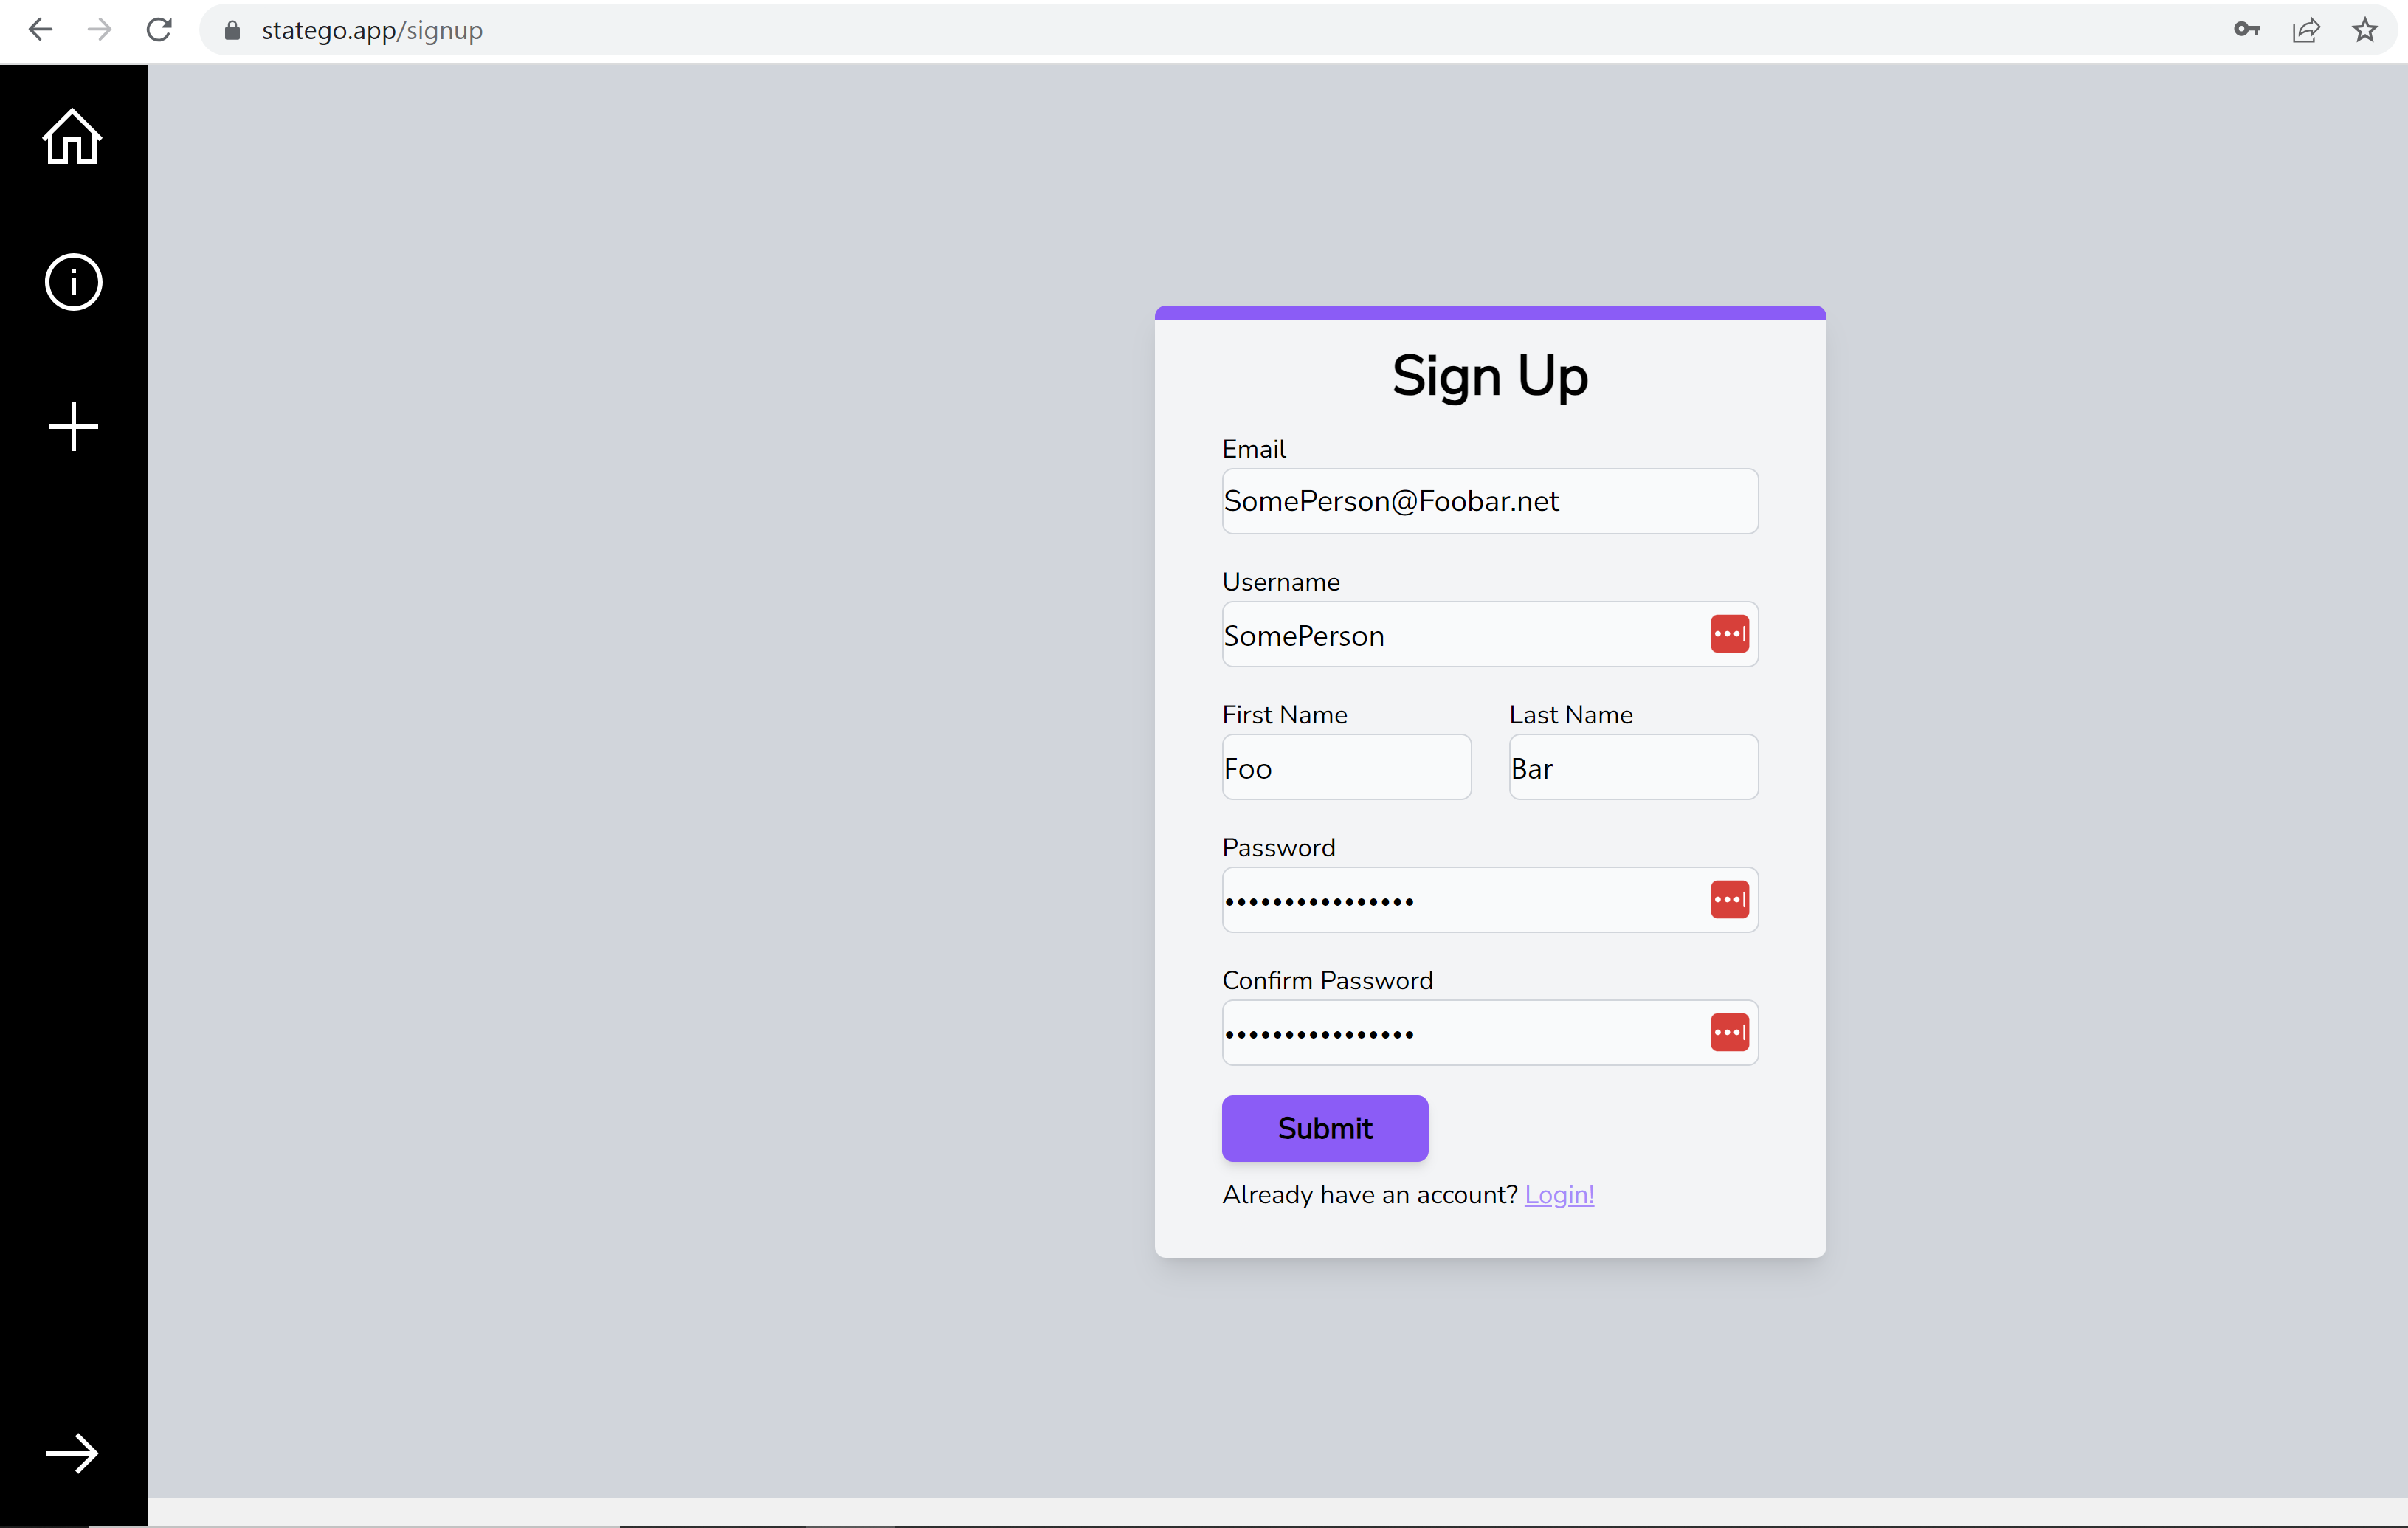 statego.app/signup
Sign Up
Email
SomePerson@Foobar.net
Username
SomePerson
First Name Last Name
Foo Bar
Password
••••••••••••••••
Confirm Password
••••••••••••••••
Submit
Already have an account? Login!